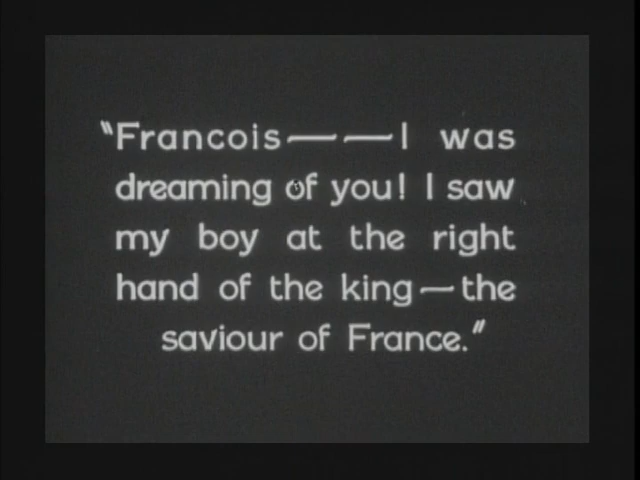 "Francois — — I was
dreaming of you! I saw
my boy at the right
hand of the king — the
saviour of France."